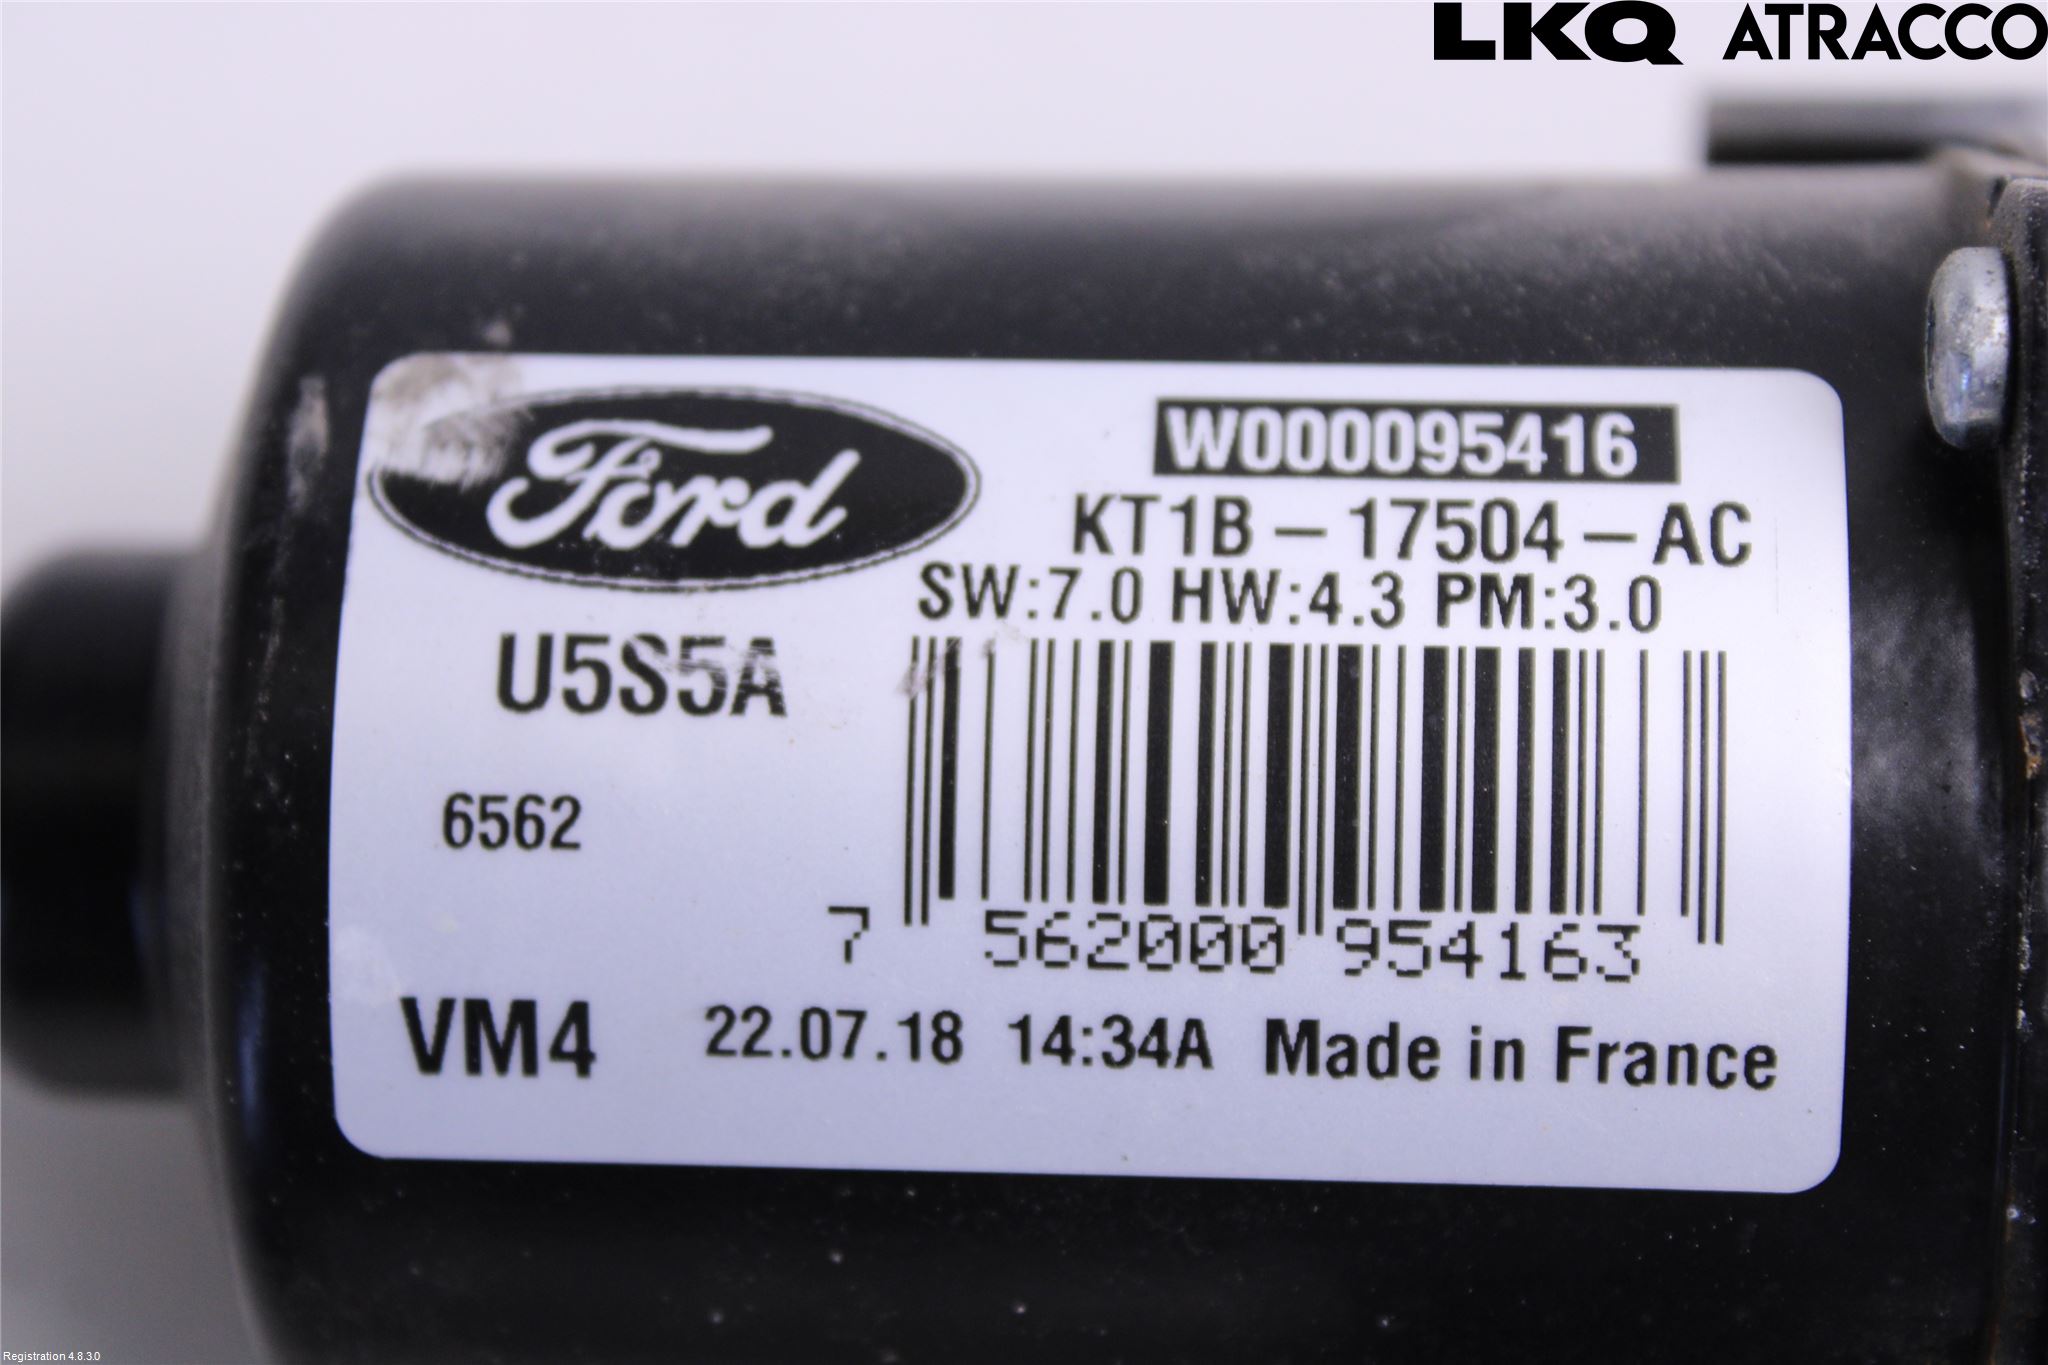 LKQ ATRACCO
Ford
W000095416
KT1B-17504-AC
SW:7.0 HW:4.3 PM:3.0
U5S5A
6562
7 562000 954163
VM4 22.07.18 14:34A Made in France
Registration 4.8.3.0